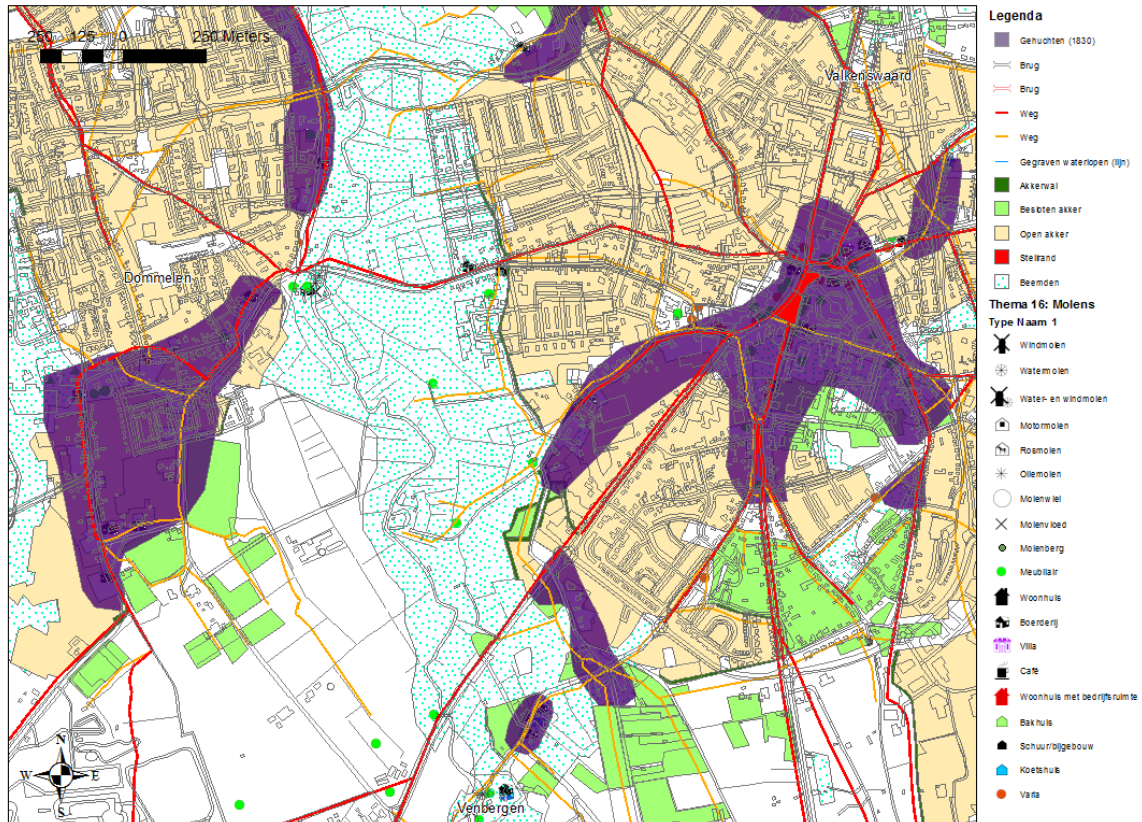 250 125 0 250 Meters
Valkenswaard
Dommelen
Venbergen
N
W E
S
Legenda
Gehuchten (1830)
Brug
Brug
Weg
Weg
Gegraven waterlopen (lijn)
Akkerwal
Besloten akker
Open akker
Steilrand
Beemden
Thema 16: Molens
Type Naam 1
Windmolen
Watermolen
Water- en windmolen
Motormolen
Rosmolen
Oliemolen
Molenwiel
Molenvloed
Molenberg
Meubilair
Woonhuis
Boerderij
Villa
Café
Woonhuis met bedrijfsruimte
Bakhuis
Schuur/bijgebouw
Koetshuis
Varia